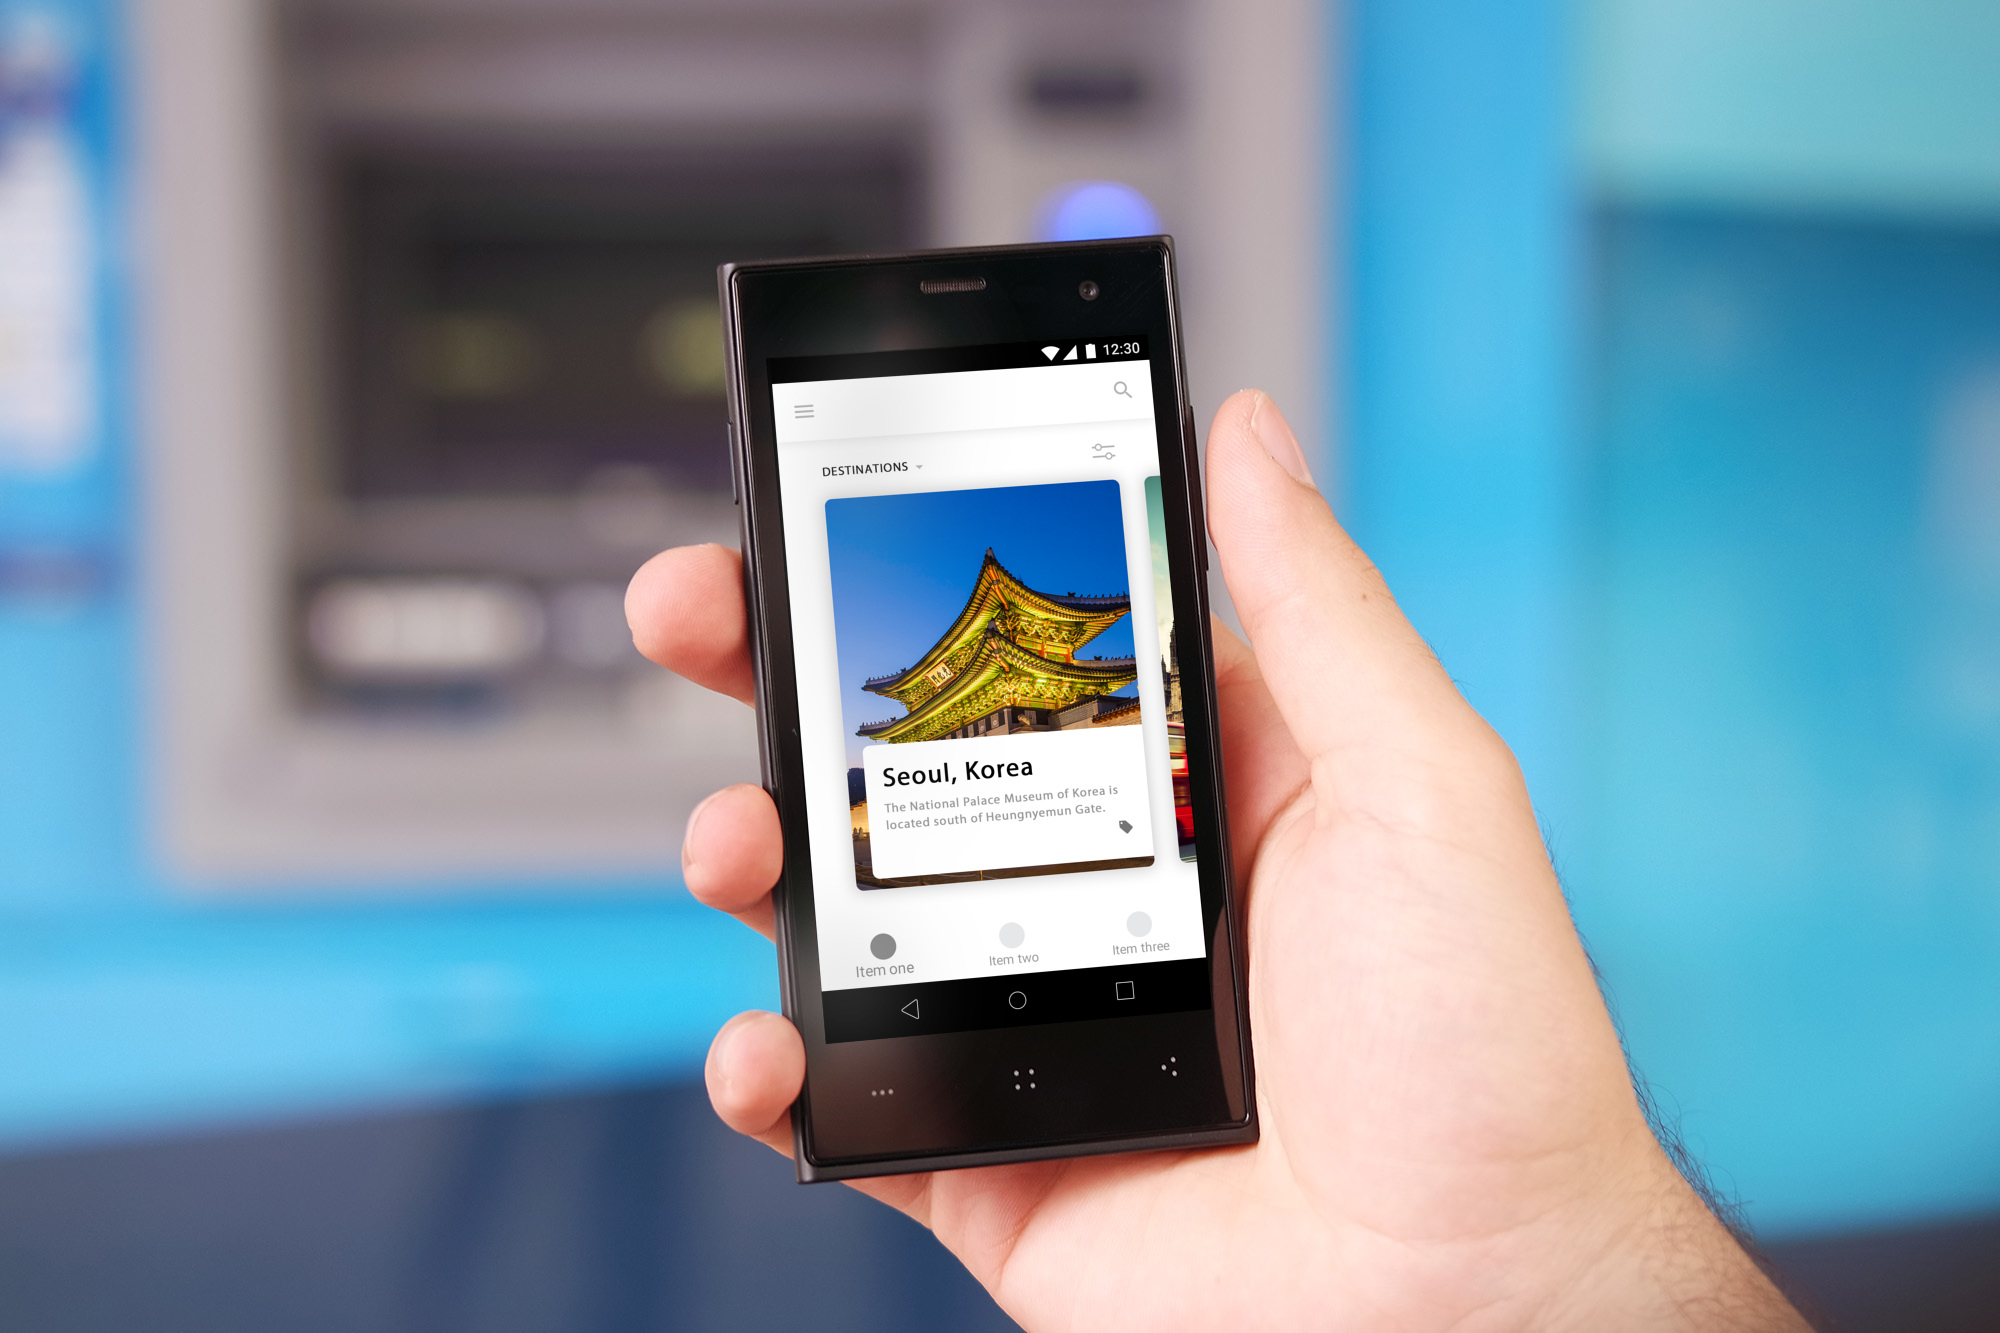 12:30
DESTINATIONS
Seoul, Korea
The National Palace Museum of Korea is
located south of Heungnyemun Gate.
Item one
Item two
Item three